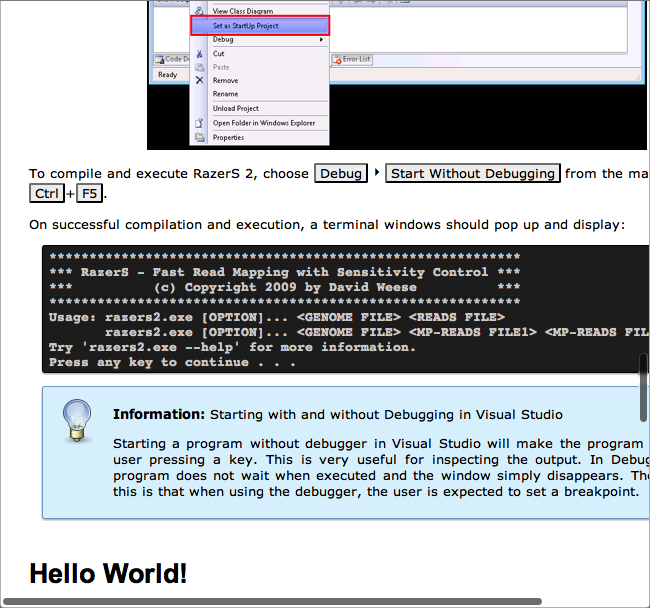 View Class Diagram
Set as StartUp Project
Debug
Cut
Code De
Error List
Paste
Ready
Remove
Rename
Unload Project
Open Folder in Windows Explorer
Properties
To compile and execute RazerS 2, choose Debug ‣ Start Without Debugging from the ma
Ctrl+F5.
On successful compilation and execution, a terminal windows should pop up and display:
***********************************************************
*** RazerS - Fast Read Mapping with Sensitivity Control ***
*** (c) Copyright 2009 by David Weese ***
***********************************************************
Usage: razers2.exe [OPTION]... <GENOME FILE> <READS FILE>
razers2.exe [OPTION]... <GENOME FILE> <MP-READS FILE1> <MP-READS FIL
Try 'razers2.exe --help' for more information.
Press any key to continue . . .
Information: Starting with and without Debugging in Visual Studio
Starting a program without debugger in Visual Studio will make the program
user pressing a key. This is very useful for inspecting the output. In Debug
program does not wait when executed and the window simply disappears. The
this is that when using the debugger, the user is expected to set a breakpoint.
Hello World!